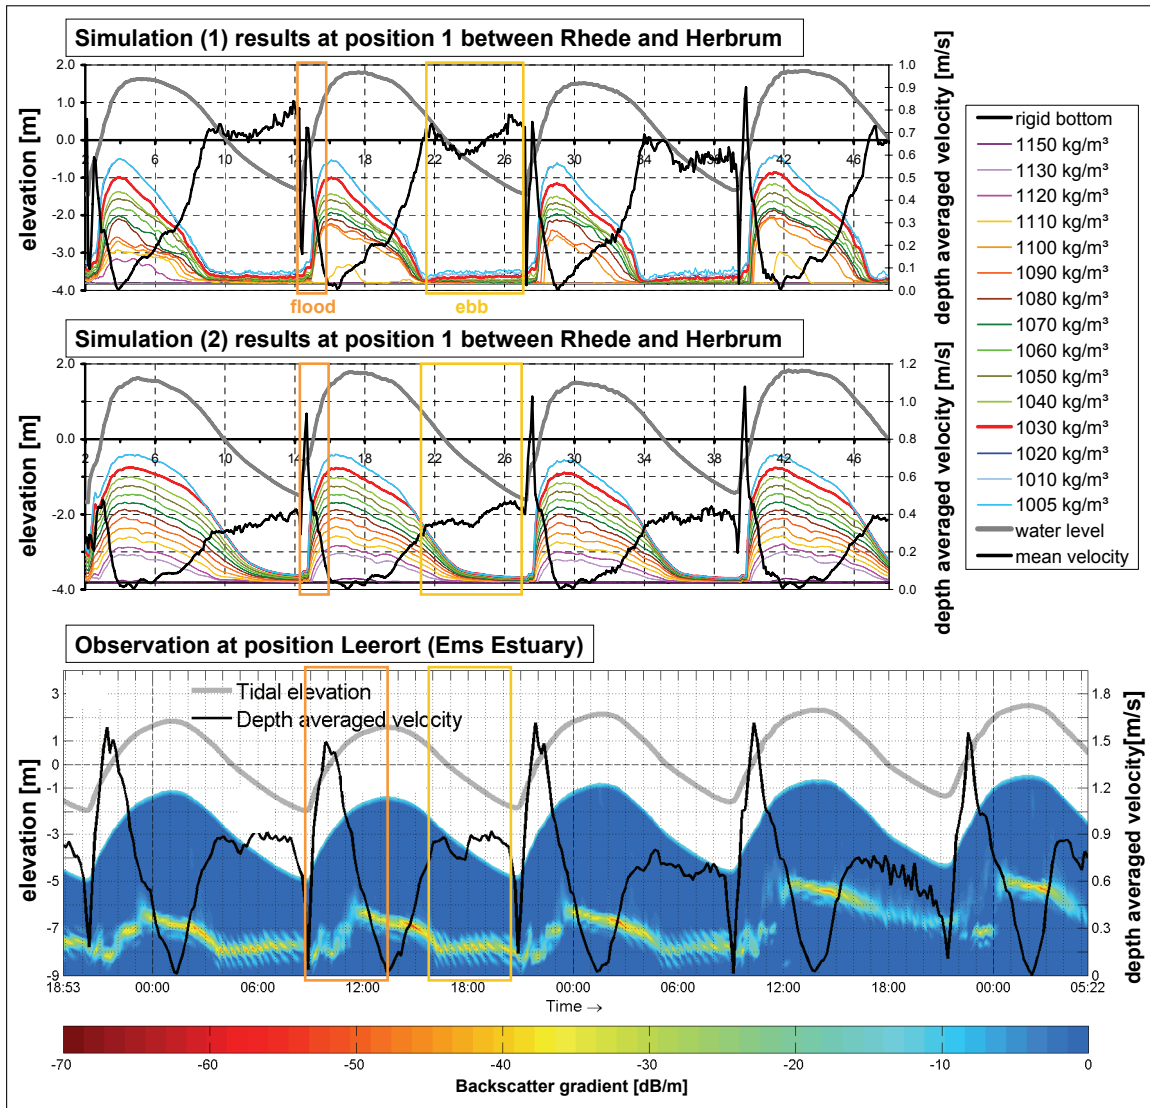 Simulation (1) results at position 1 between Rhede and Herbrum
elevation [m]
2.0
1.0
0.0
-1.0
-2.0
-3.0
-4.0
2 6 10 14 18 22 26 30 34 38 42 46
1.0
0.9
0.8
0.7
0.6
0.5
0.4
0.3
0.2
0.1
0.0
depth averaged velocity [m/s]
flood
ebb
Simulation (2) results at position 1 between Rhede and Herbrum
elevation [m]
2.0
0.0
-2.0
-4.0
2 6 10 14 18 22 26 30 34 38 42 46
1.2
1.0
0.8
0.6
0.4
0.2
0.0
depth averaged velocity [m/s]
rigid bottom
1150 kg/m³
1130 kg/m³
1120 kg/m³
1110 kg/m³
1100 kg/m³
1090 kg/m³
1080 kg/m³
1070 kg/m³
1060 kg/m³
1050 kg/m³
1040 kg/m³
1030 kg/m³
1020 kg/m³
1010 kg/m³
1005 kg/m³
water level
mean velocity
Observation at position Leerort (Ems Estuary)
Tidal elevation
Depth averaged velocity
elevation [m]
3
1
0
-1
-3
-5
-7
-9
1.8
1.5
1.2
0.9
0.6
0.3
0
depth averaged velocity[m/s]
18:53 00:00 06:00 12:00 18:00 00:00 06:00 12:00 18:00 00:00 05:22
Time →
-70 -60 -50 -40 -30 -20 -10 0
Backscatter gradient [dB/m]